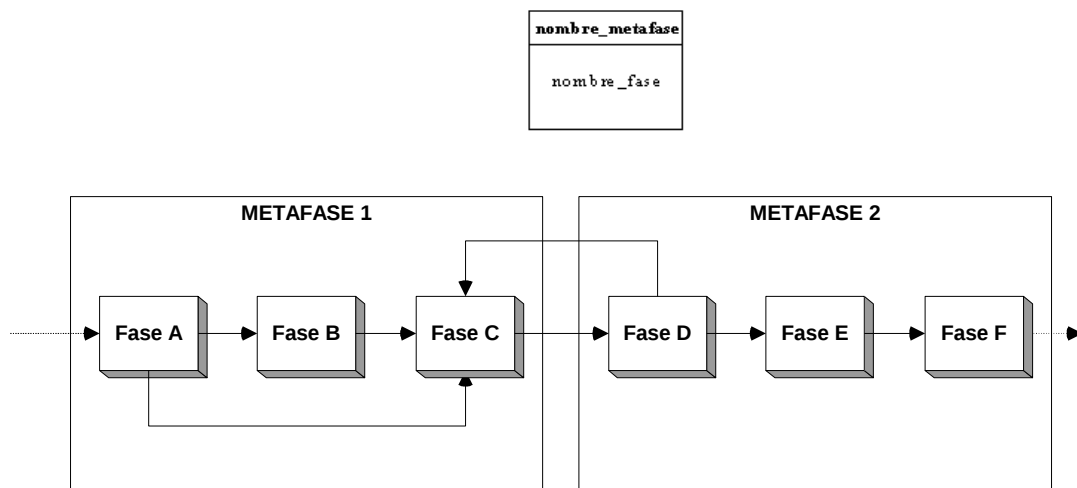 nombre_metafase
nombre_fase
METAFASE 1
METAFASE 2
Fase A
Fase B
Fase C
Fase D
Fase E
Fase F